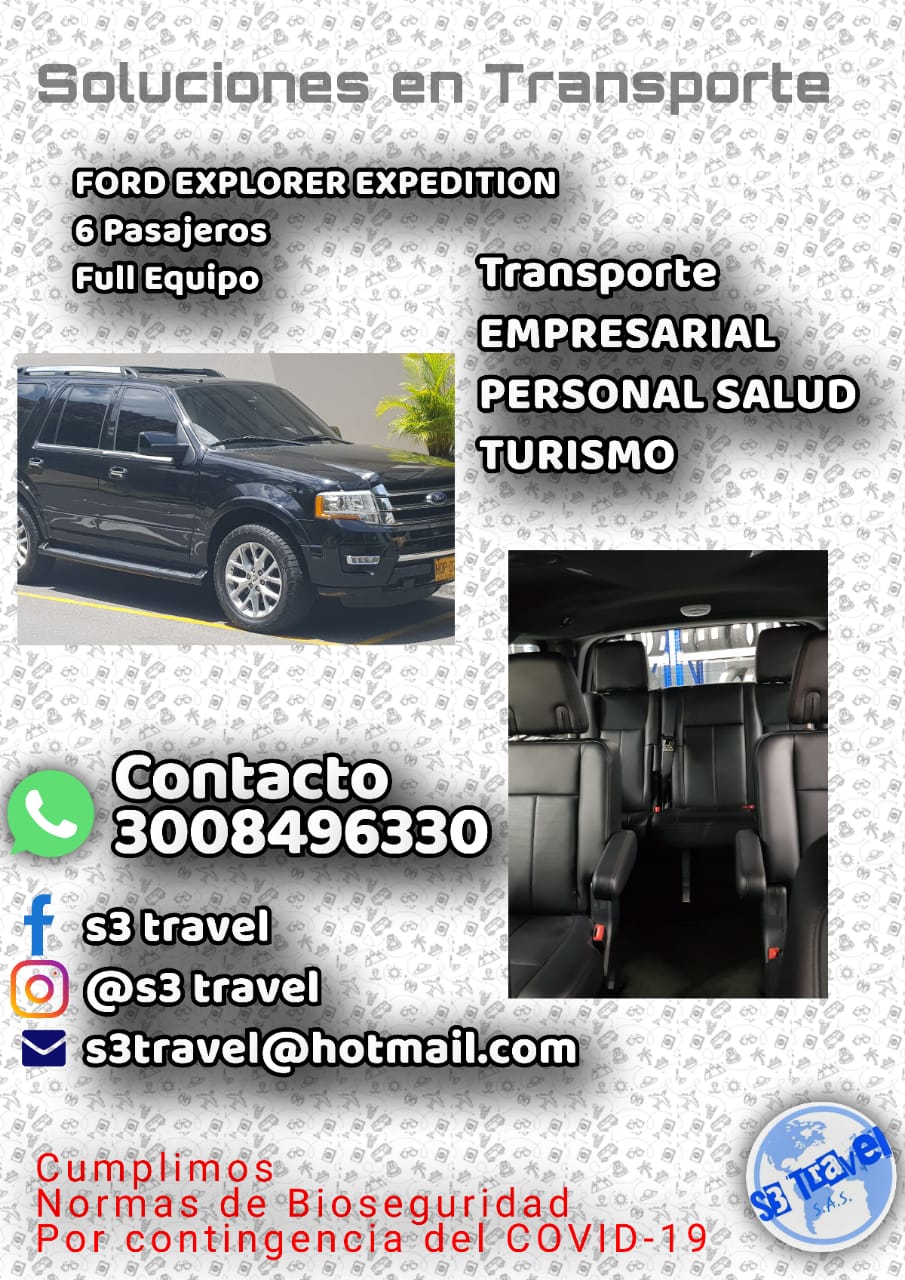 Soluciones en Transporte
FORD EXPLORER EXPEDITION
6 Pasajeros
Full Equipo
Transporte
EMPRESARIAL
PERSONAL SALUD
TURISMO
Contacto
3008496330
s3 travel
@s3 travel
s3travel@hotmail.com
Cumplimos
Normas de Bioseguridad
Por contingencia del COVID-19
S3 Travel
S.A.S.